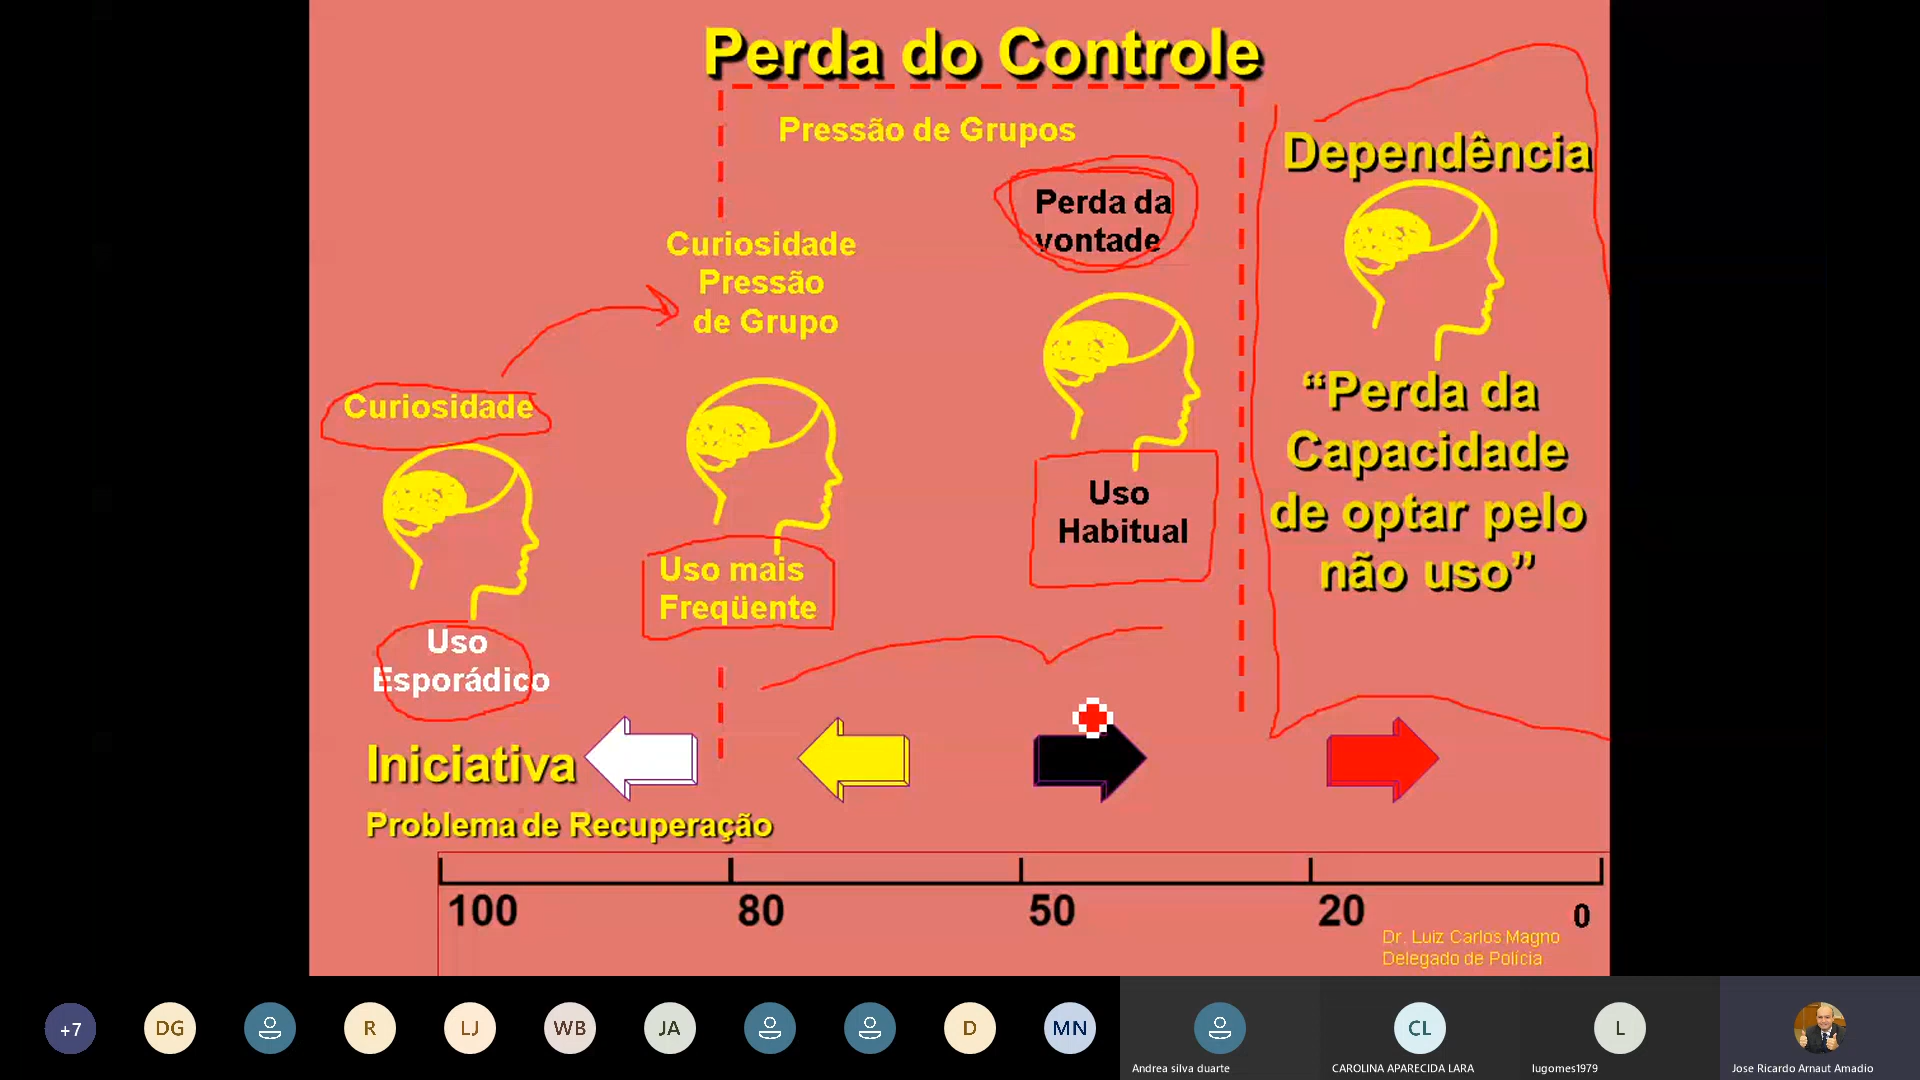 Perda do Controle
Pressão de Grupos
Dependência
Perda da
vontade
Curiosidade
Pressão
de Grupo
Curiosidade
“Perda da
Capacidade
de optar pelo
não uso”
Uso
Habitual
Uso mais
Freqüente
Uso
Esporádico
Iniciativa
Problema de Recuperação
100 80 50 20 0
Dr. Luiz Carlos Magno
Delegado de Polícia
+7 DG R LJ WB JA D MN CL L
Andrea silva duarte CAROLINA APARECIDA LARA lugomes1979 Jose Ricardo Arnaut Amadio